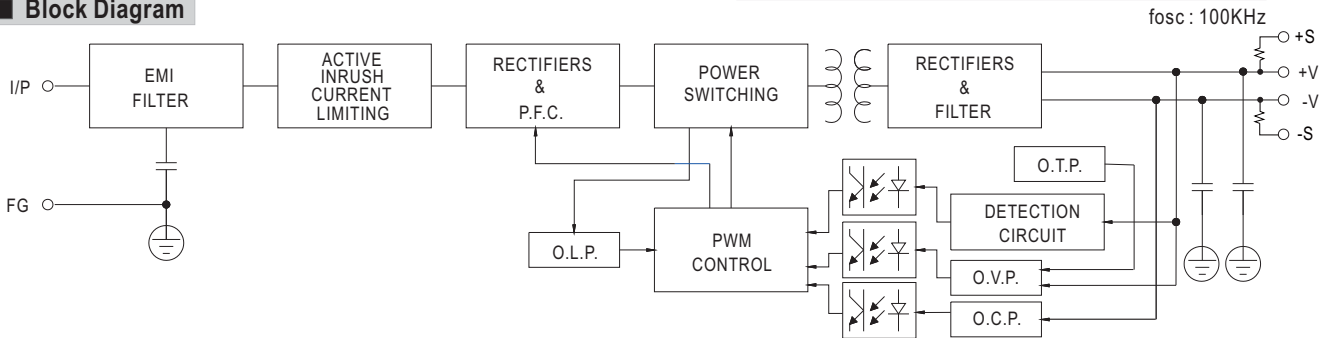 Block Diagram
fosc : 100KHz
I/P
EMI
FILTER
ACTIVE
INRUSH
CURRENT
LIMITING
RECTIFIERS
&
P.F.C.
POWER
SWITCHING
RECTIFIERS
&
FILTER
+S
+V
-V
-S
FG
O.L.P.
PWM
CONTROL
O.T.P.
DETECTION
CIRCUIT
O.V.P.
O.C.P.